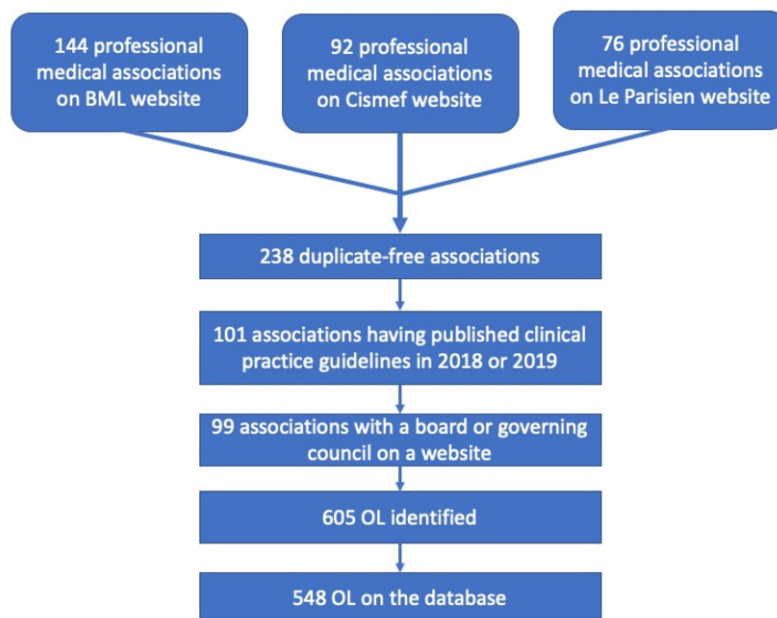 144 professional
medical associations
on BML website
92 professional
medical associations
on Cismef website
76 professional
medical associations
on Le Parisien website
238 duplicate-free associations
101 associations having published clinical
practice guidelines in 2018 or 2019
99 associations with a board or governing
council on a website
605 OL identified
548 OL on the database